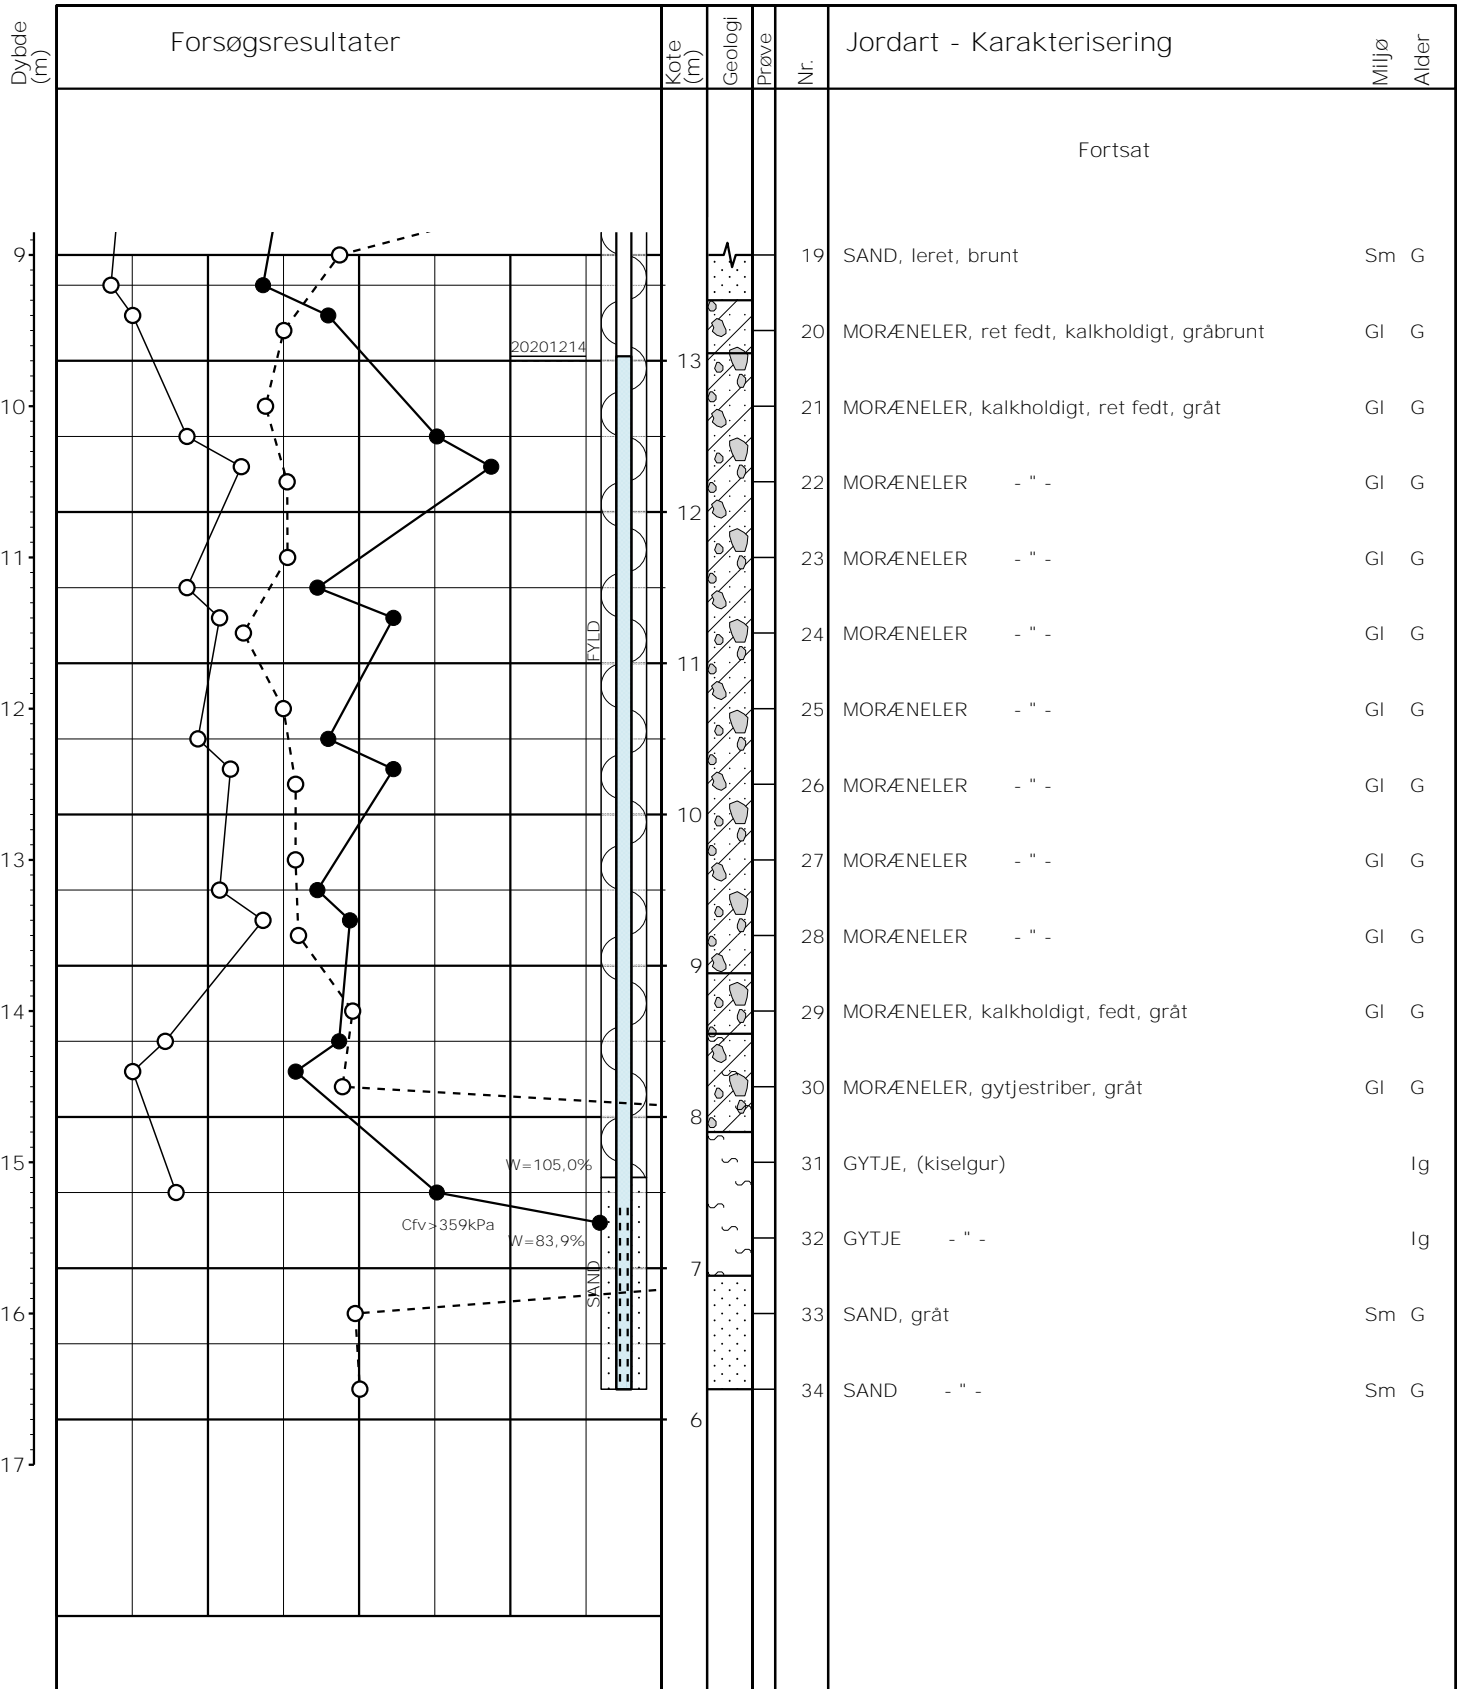 Dybde (m) Forsøgsresultater Kote (m) Geologi Prøve Nr. Jordart - Karakterisering Miljø Alder
Fortsat
9 19 SAND, leret, brunt Sm G
20 MORÆNELER, ret fedt, kalkholdigt, gråbrunt Gl G
20201214
13
10 21 MORÆNELER, kalkholdigt, ret fedt, gråt Gl G
22 MORÆNELER - " - Gl G
12
11 23 MORÆNELER - " - Gl G
24 MORÆNELER - " - Gl G
FYLD
11
12 25 MORÆNELER - " - Gl G
26 MORÆNELER - " - Gl G
10
13 27 MORÆNELER - " - Gl G
28 MORÆNELER - " - Gl G
9
14 29 MORÆNELER, kalkholdigt, fedt, gråt Gl G
30 MORÆNELER, gytjestriber, gråt Gl G
8
15 W=105,0% 31 GYTJE, (kiselgur) Ig
Cfv>359kPa
W=83,9% 32 GYTJE - " - Ig
7
SAND
16 33 SAND, gråt Sm G
34 SAND - " - Sm G
6
17